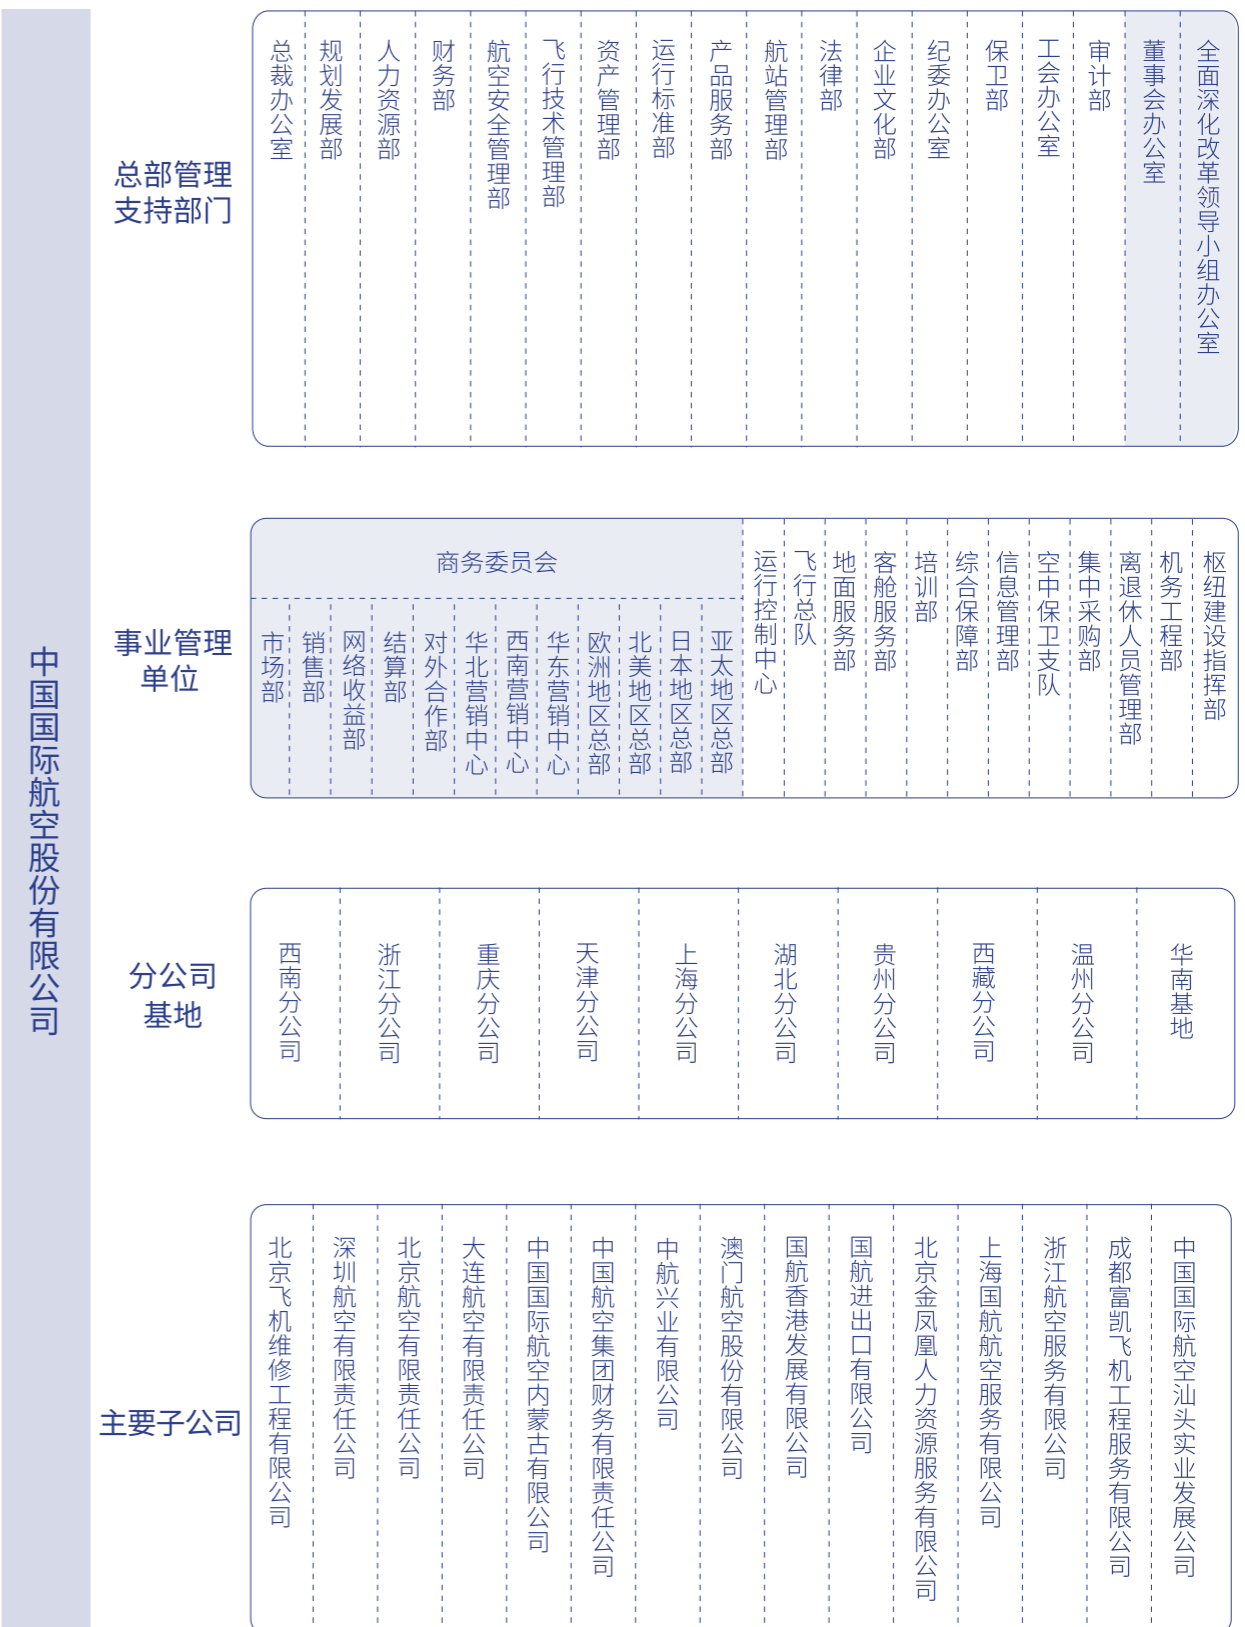 中国国际航空股份有限公司
总部管理
支持部门
总裁办公室
规划发展部
人力资源部
财务部
航空安全管理部
飞行技术管理部
资产管理部
运行标准部
产品服务部
航站管理部
法律部
企业文化部
纪委办公室
保卫部
工会办公室
审计部
董事会办公室
全面深化改革领导小组办公室
事业管理
单位
商务委员会
市场部
销售部
网络收益部
结算部
对外合作部
华北营销中心
西南营销中心
华东营销中心
欧洲地区总部
北美地区总部
日本地区总部
亚太地区总部
运行控制中心
飞行总队
地面服务部
客舱服务部
培训部
综合保障部
信息管理部
空中保卫支队
集中采购部
离退休人员管理部
机务工程部
枢纽建设指挥部
分公司
基地
西南分公司
浙江分公司
重庆分公司
天津分公司
上海分公司
湖北分公司
贵州分公司
西藏分公司
温州分公司
华南基地
主要子公司
北京飞机维修工程有限公司
深圳航空有限责任公司
北京航空有限责任公司
大连航空有限责任公司
中国国际航空内蒙古有限公司
中国航空集团财务有限责任公司
中航兴业有限公司
澳门航空股份有限公司
国航香港发展有限公司
国航进出口有限公司
北京金凤凰人力资源服务有限公司
上海国航航空服务有限公司
浙江航空服务有限公司
成都富凯飞机工程服务有限公司
中国国际航空汕头实业发展公司